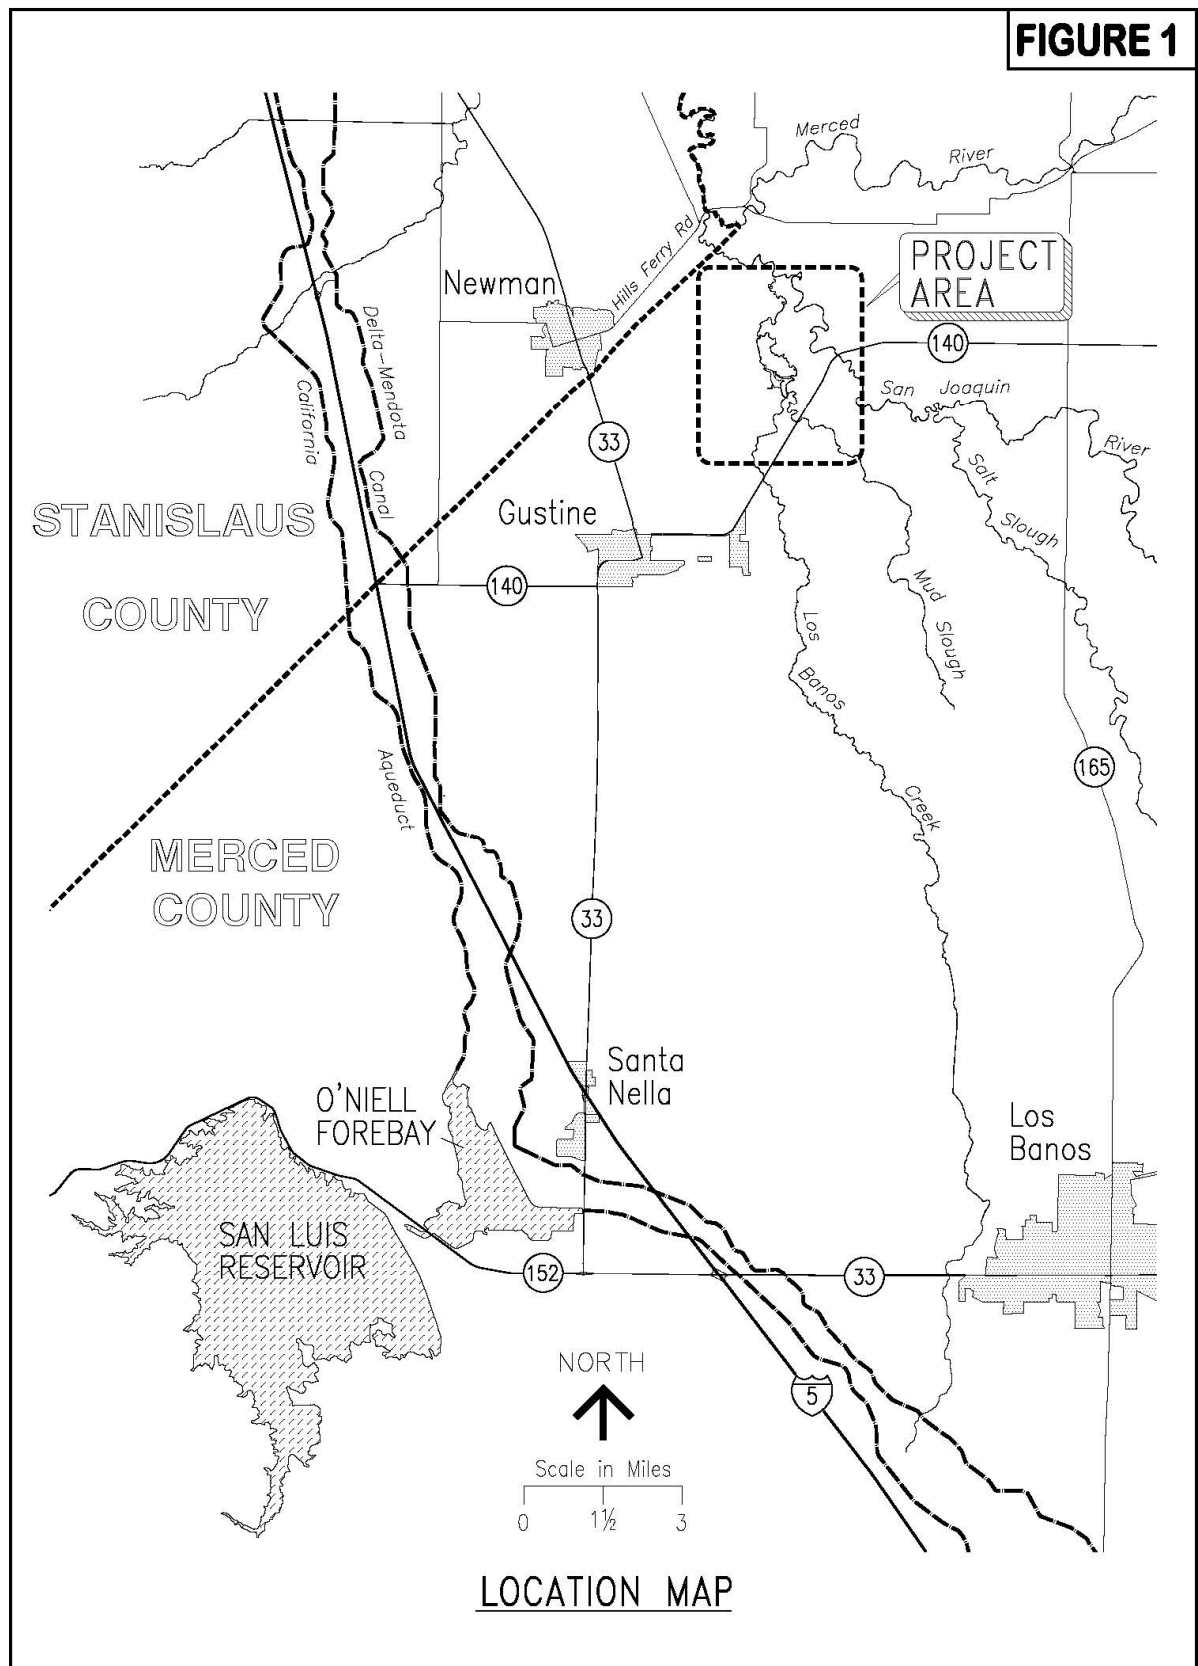 FIGURE 1
Merced
River
PROJECT
AREA
Hills Ferry Rd
Newman
Delta-Mendota
Canal
California
Aqueduct
140
San Joaquin
River
33
Salt
Slough
STANISLAUS
COUNTY
Gustine
140
Mud
Slough
Los
Banos
Creek
165
MERCED
COUNTY
33
Santa
Nella
O'NIELL
FOREBAY
Los
Banos
SAN LUIS
RESERVOIR
152
33
NORTH
5
Scale in Miles
0 1½ 3
LOCATION MAP